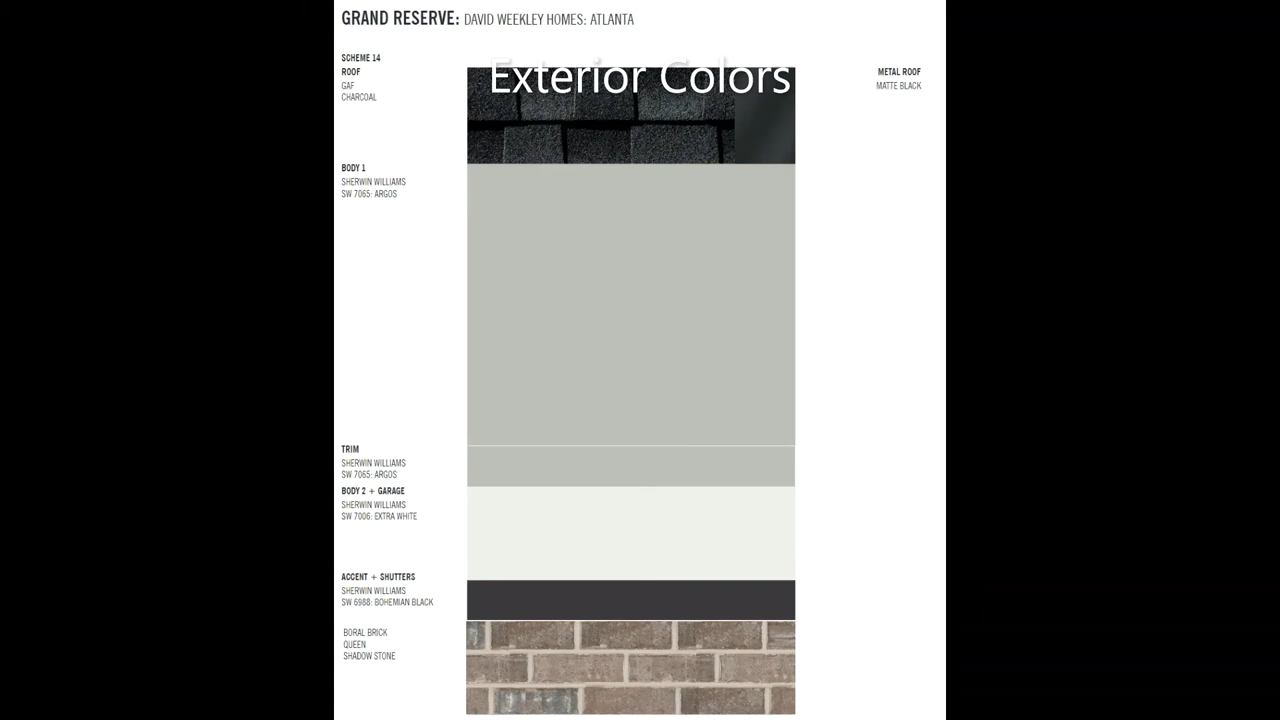 GRAND RESERVE: DAVID WEEKLEY HOMES: ATLANTA
SCHEME 14
ROOF
GAF
CHARCOAL
Exterior Colors
METAL ROOF
MATTE BLACK
BODY 1
SHERWIN WILLIAMS
SW 7065: ARGOS
TRIM
SHERWIN WILLIAMS
SW 7065: ARGOS
BODY 2 + GARAGE
SHERWIN WILLIAMS
SW 7006: EXTRA WHITE
ACCENT + SHUTTERS
SHERWIN WILLIAMS
SW 6988: BOHEMIAN BLACK
BORAL BRICK
QUEEN
SHADOW STONE